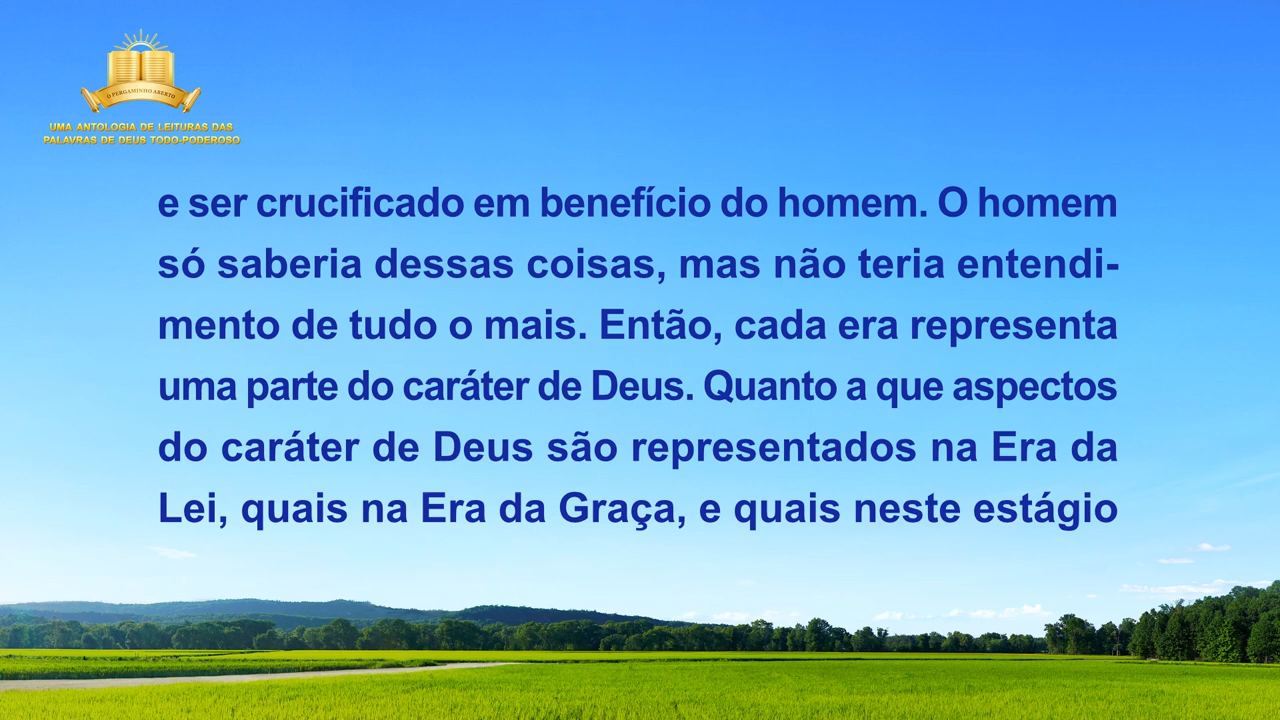 O PERGAMINHO ABERTO
UMA ANTOLOGIA DE LEITURAS DAS
PALAVRAS DE DEUS TODO-PODEROSO
e ser crucificado em benefício do homem. O homem
só saberia dessas coisas, mas não teria entendi-
mento de tudo o mais. Então, cada era representa
uma parte do caráter de Deus. Quanto a que aspectos
do caráter de Deus são representados na Era da
Lei, quais na Era da Graça, e quais neste estágio